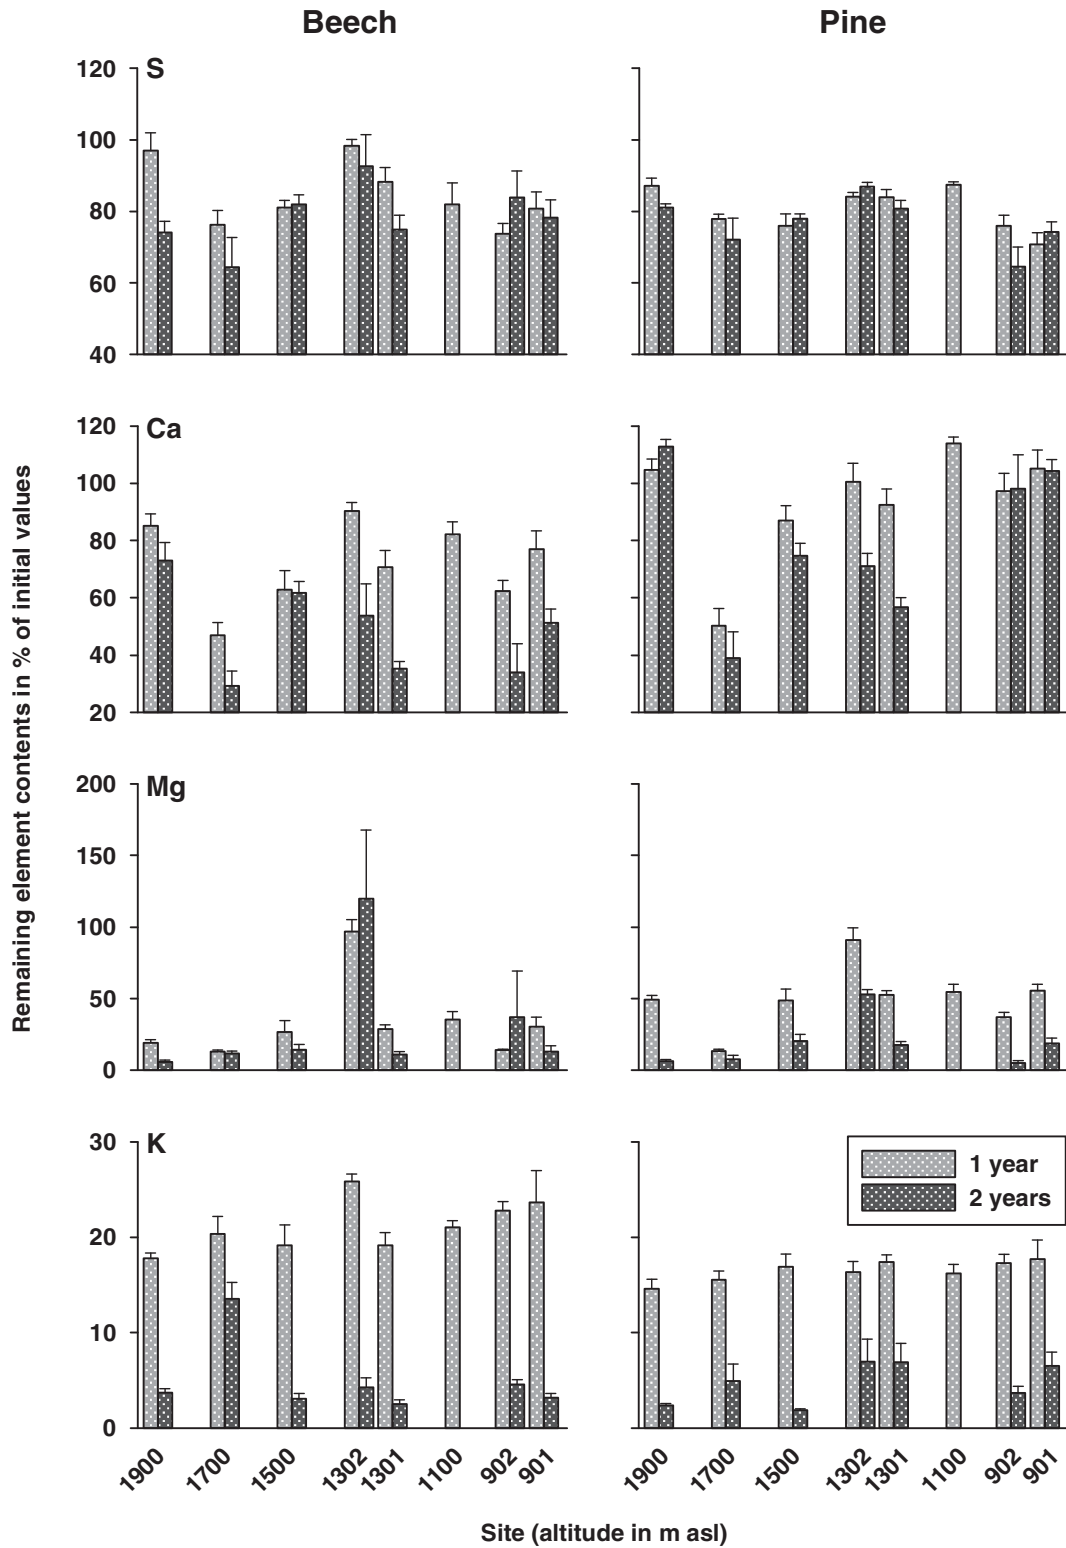 Beech Pine
S
120
100
80
60
40
Ca
120
100
80
60
40
20
Mg
200
150
100
50
0
K
30
20
10
0
1 year
2 years
1900 1700 1500 1302 1301 1100 902 901
1900 1700 1500 1302 1301 1100 902 901
Remaining element contents in % of initial values
Site (altitude in m asl)